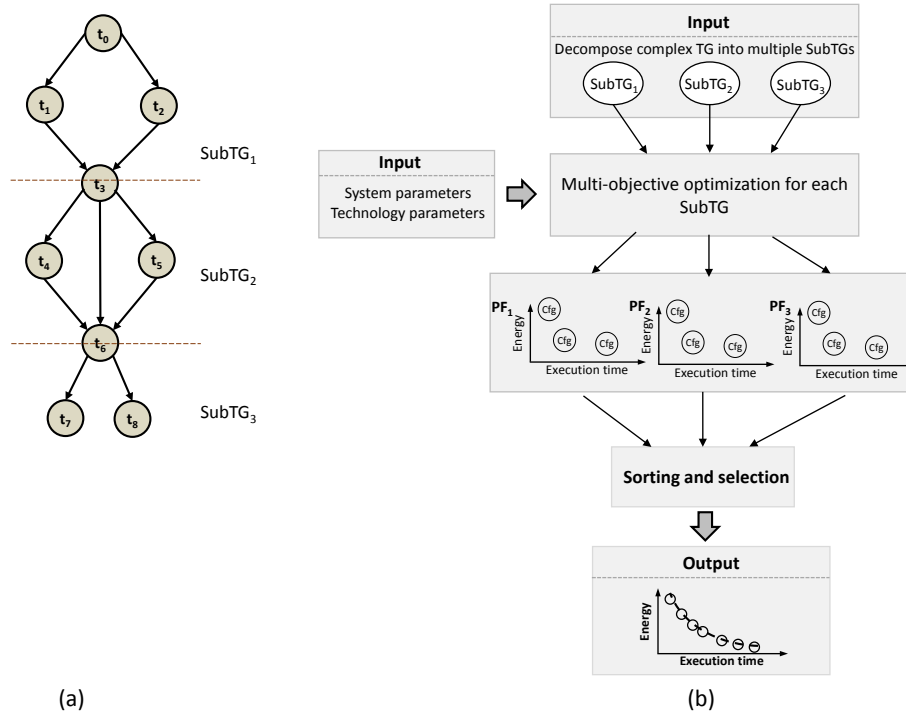 t0
t1
t2
SubTG1
t3
t4
t5
SubTG2
t6
t7
t8
SubTG3
(a)
Input
Decompose complex TG into multiple SubTGs
SubTG1
SubTG2
SubTG3
Input
System parameters
Technology parameters
Multi-objective optimization for each
SubTG
PF1
Energy
Cfg
Cfg
Cfg
Execution time
PF2
Energy
Cfg
Cfg
Cfg
Execution time
PF3
Energy
Cfg
Cfg
Cfg
Execution time
Sorting and selection
Output
Energy
Execution time
(b)